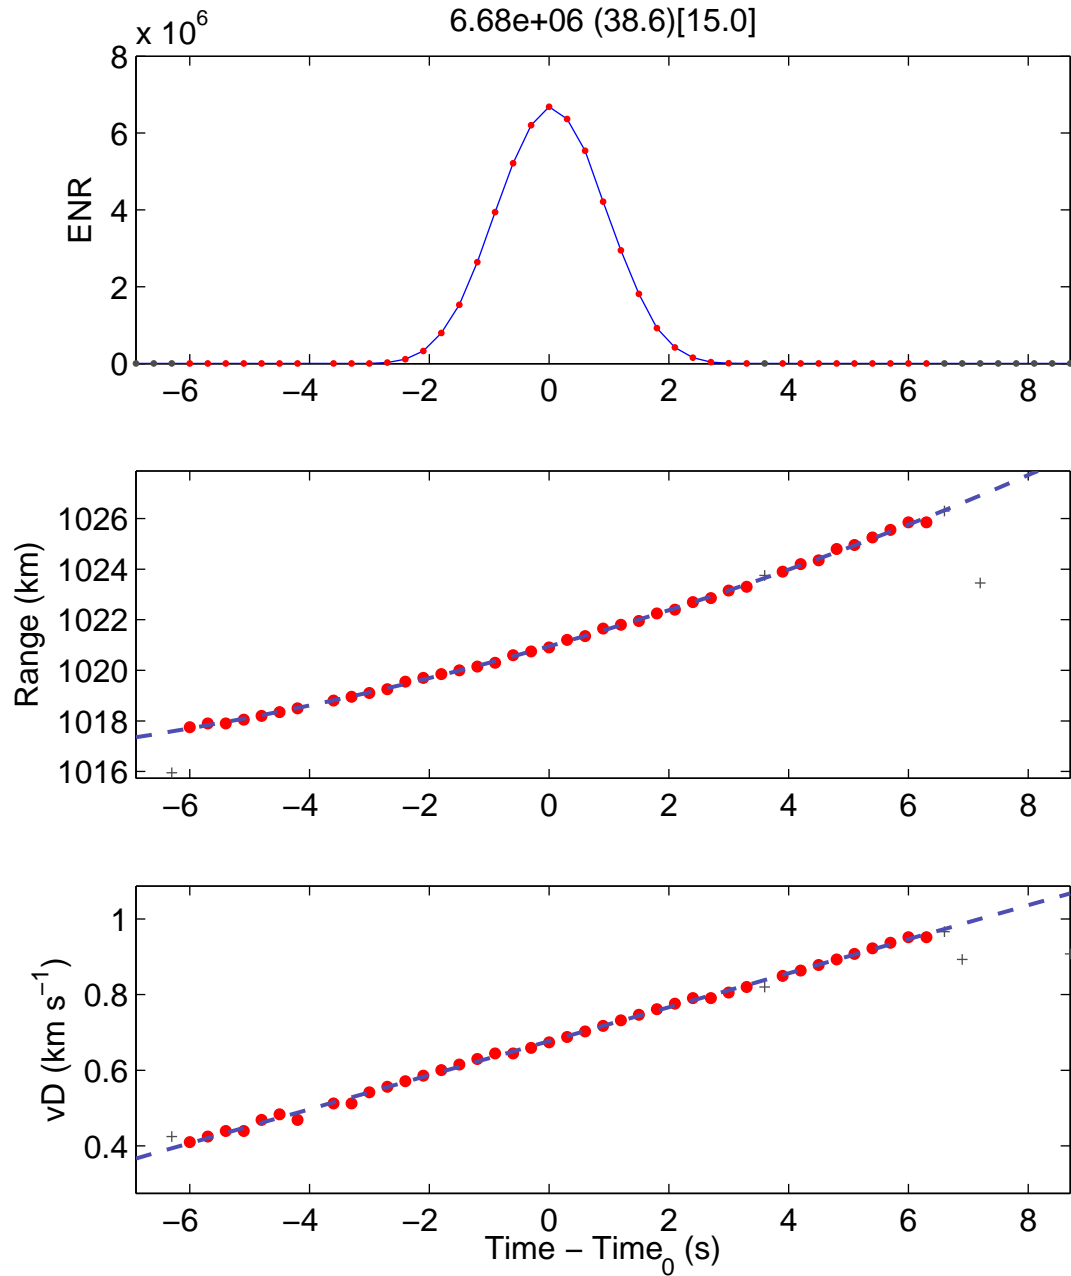 6.68e+06 (38.6)[15.0]
x 10^6
8
6
4
2
0
ENR
−6 −4 −2 0 2 4 6 8
1026
1024
1022
1020
1018
1016
Range (km)
−6 −4 −2 0 2 4 6 8
1
0.8
0.6
0.4
vD (km s^−1)
−6 −4 −2 0 2 4 6 8
Time − Time_0 (s)